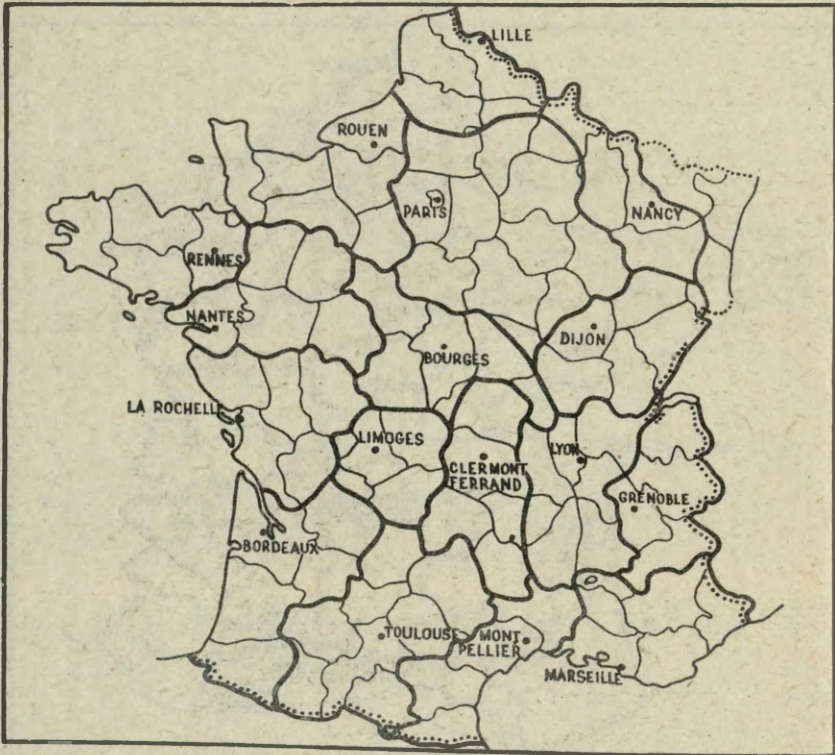 LILLE
ROUEN
PARIS
NANCY
RENNES
NANTES
DIJON
BOURGES
LA ROCHELLE
LIMOGES
LYON
CLERMONT
FERRAND
GRENOBLE
BORDEAUX
TOULOUSE
MONT
PELLIER
MARSEILLE